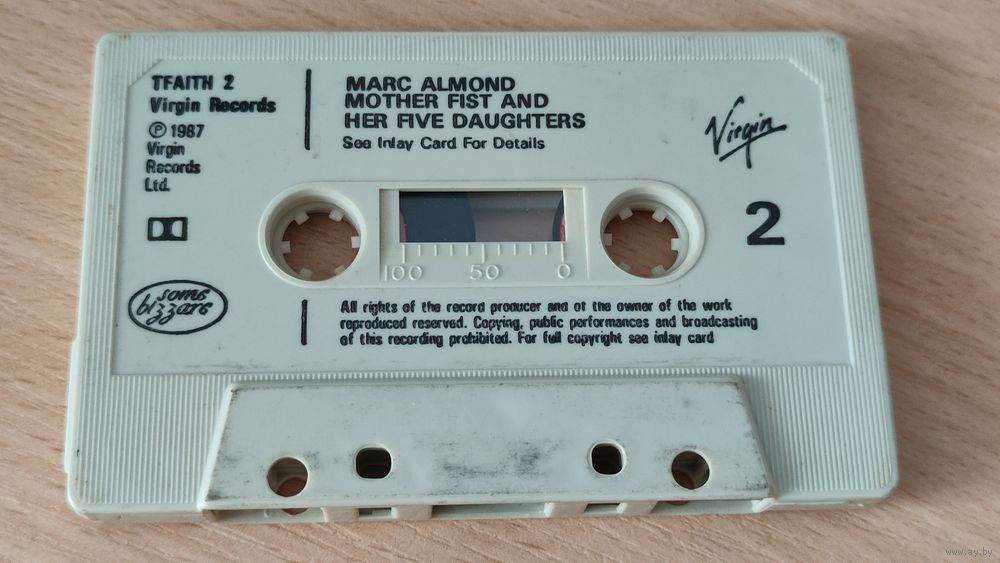 TFAITH 2
Virgin Records
℗ 1987
Virgin
Records
Ltd.
MARC ALMOND
MOTHER FIST AND
HER FIVE DAUGHTERS
See Inlay Card For Details
Virgin
2
100 50 0
some
bizzare
All rights of the record producer and of the owner of the work
reproduced reserved. Copying, public performances and broadcasting
of this recording prohibited. For full copyright see inlay card
www.ay.by